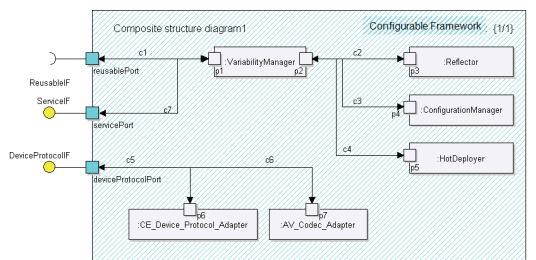 Composite structure diagram1
Configurable Framework : {1/1}
c1
c2
:VariabilityManager
:Reflector
reusablePort
p1
p2
p3
ReusableIF
ServiceIF
c7
c3
p4
:ConfigurationManager
servicePort
DeviceProtocolIF
c5
c6
c4
:HotDeployer
p5
deviceProtocolPort
p6
p7
:CE_Device_Protocol_Adapter
:AV_Codec_Adapter